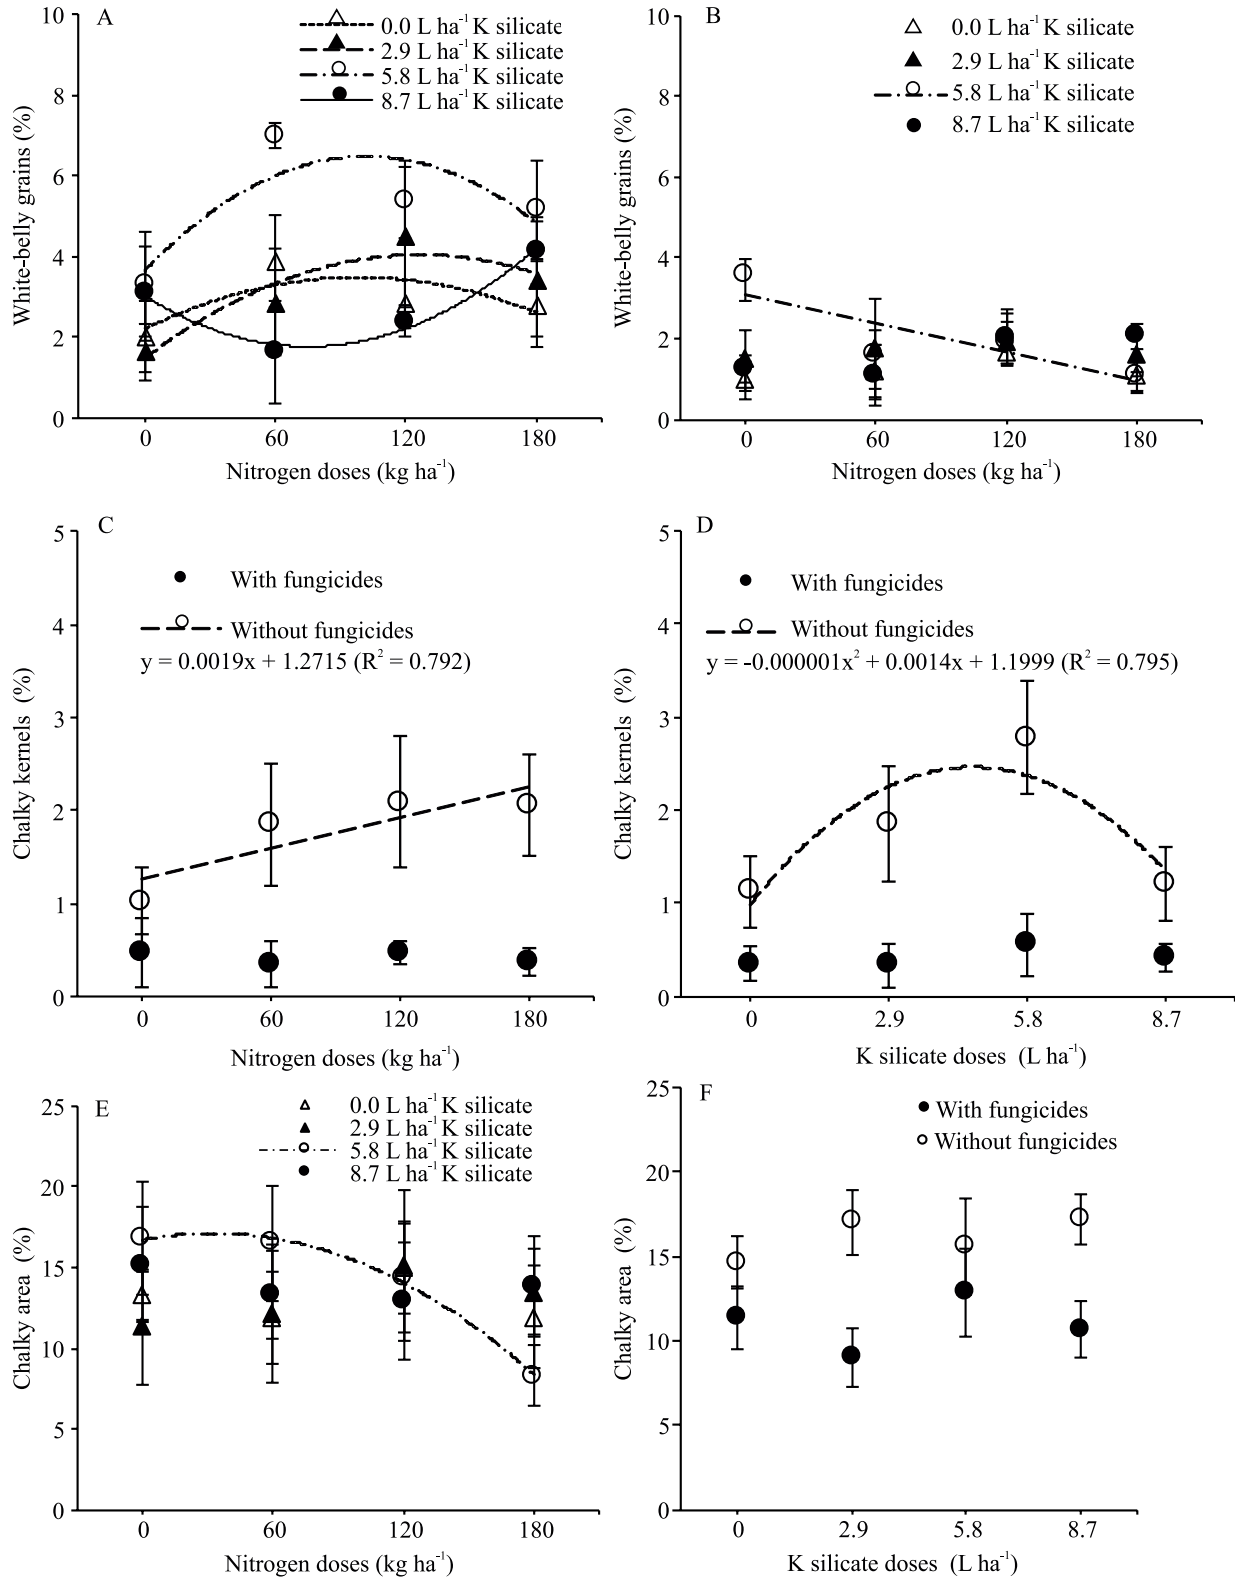 A
0.0 L ha⁻¹ K silicate
2.9 L ha⁻¹ K silicate
5.8 L ha⁻¹ K silicate
8.7 L ha⁻¹ K silicate
10
8
6
4
2
0
White-belly grains (%)
0 60 120 180
Nitrogen doses (kg ha⁻¹)
B
0.0 L ha⁻¹ K silicate
2.9 L ha⁻¹ K silicate
5.8 L ha⁻¹ K silicate
8.7 L ha⁻¹ K silicate
10
8
6
4
2
0
White-belly grains (%)
0 60 120 180
Nitrogen doses (kg ha⁻¹)
C
With fungicides
Without fungicides
y = 0.0019x + 1.2715 (R² = 0.792)
5
4
3
2
1
0
Chalky kernels (%)
0 60 120 180
Nitrogen doses (kg ha⁻¹)
D
With fungicides
Without fungicides
y = -0.000001x² + 0.0014x + 1.1999 (R² = 0.795)
5
4
3
2
1
0
Chalky kernels (%)
0 2.9 5.8 8.7
K silicate doses (L ha⁻¹)
E
0.0 L ha⁻¹ K silicate
2.9 L ha⁻¹ K silicate
5.8 L ha⁻¹ K silicate
8.7 L ha⁻¹ K silicate
25
20
15
10
5
0
Chalky area (%)
0 60 120 180
Nitrogen doses (kg ha⁻¹)
F
With fungicides
Without fungicides
25
20
15
10
5
0
Chalky area (%)
0 2.9 5.8 8.7
K silicate doses (L ha⁻¹)